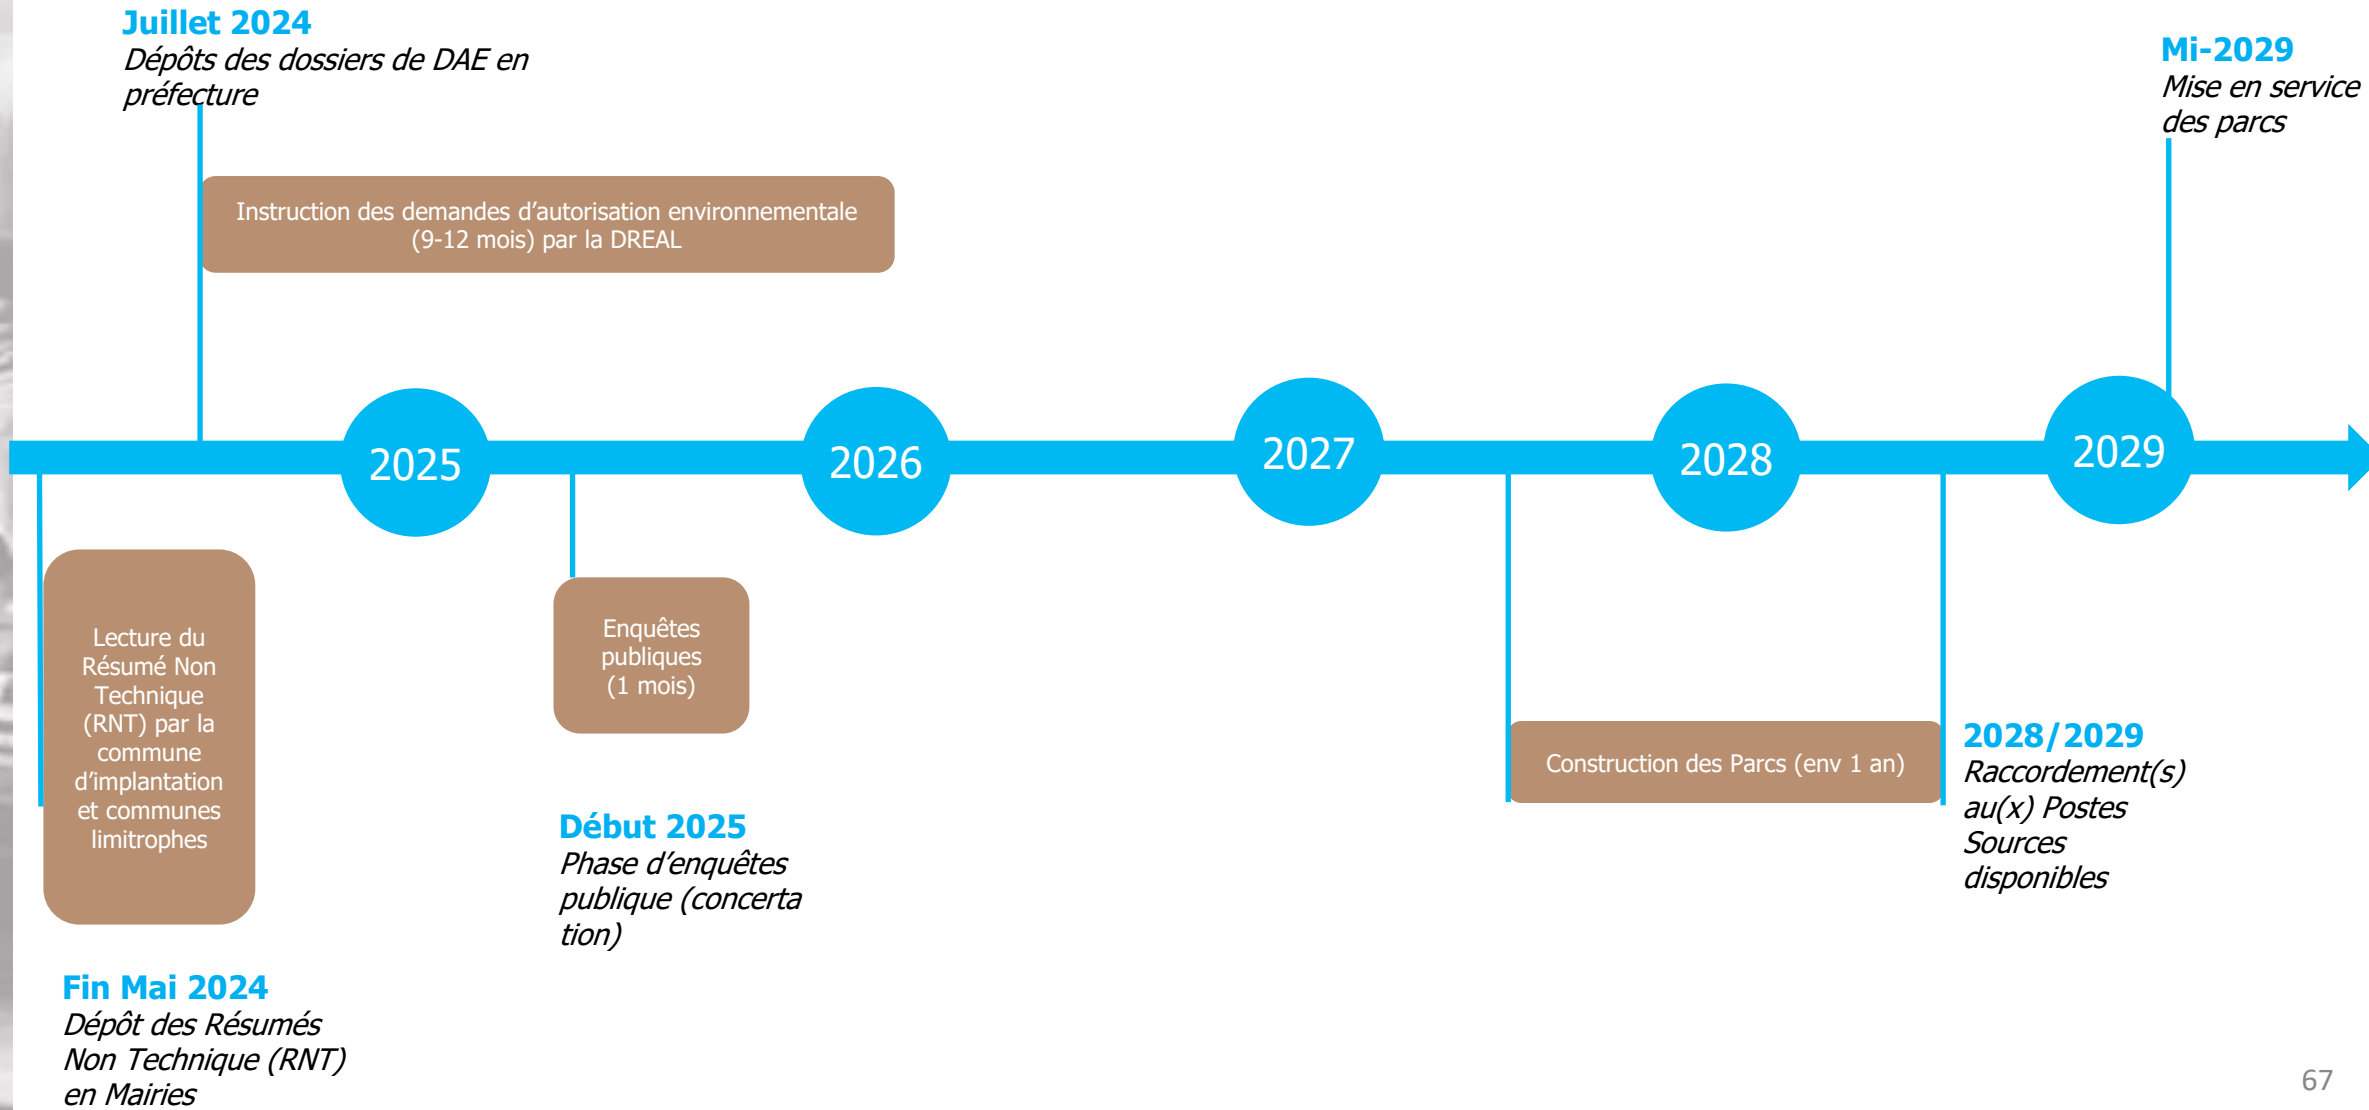 Juillet 2024
Dépôts des dossiers de DAE en
préfecture
Mi-2029
Mise en service
des parcs
Instruction des demandes d’autorisation environnementale
(9-12 mois) par la DREAL
2025
2026
2027
2028
2029
Lecture du
Résumé Non
Technique
(RNT) par la
commune
d’implantation
et communes
limitrophes
Fin Mai 2024
Dépôt des Résumés
Non Technique (RNT)
en Mairies
Enquêtes
publiques
(1 mois)
Début 2025
Phase d’enquêtes
publique (concerta
tion)
Construction des Parcs (env 1 an)
2028/2029
Raccordement(s)
au(x) Postes
Sources
disponibles
67